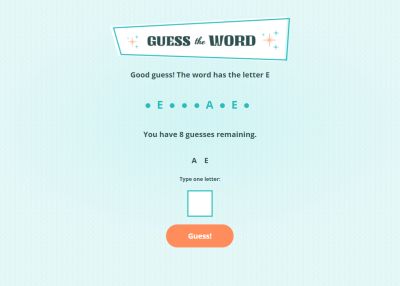 GUESS the WORD
Good guess! The word has the letter E
● E ● ● ● A ● E ●
You have 8 guesses remaining.
A E
Type one letter:
Guess!